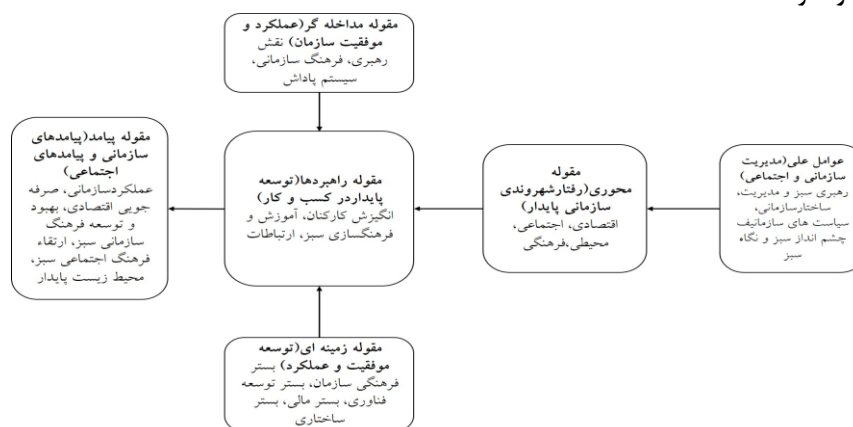 مقوله مداخله گر(عملکرد و
موفقیت سازمان) نقش
رهبری، فرهنگ سازمانی،
سیستم پاداش
عوامل علی(مدیریت
سازمانی و اجتماعی)
رهبری سبز و مدیریت،
ساختارسازمانی،
سیاست های سازمانیف
چشم انداز سبز و نگاه
سبز
مقوله
محوری(رفتارشهروندی
سازمانی پایدار)
اقتصادی، اجتماعی،
محیطی،فرهنگی
مقوله راهبردها(توسعه
پایداردر کسب و کار)
انگیزش کارکنان، آموزش و
فرهنگسازی سبز، ارتباطات
مقوله پیامد(پیامدهای
سازمانی و پیامدهای
اجتماعی)
عملکردسازمانی، صرفه
جویی اقتصادی، بهبود
و توسعه فرهنگ
سازمانی سبز، ارتقاء
فرهنگ اجتماعی سبز،
محیط زیست پایدار
مقوله زمینه ای(توسعه
موفقیت و عملکرد) بستر
فرهنگی سازمان، بستر توسعه
فناوری، بستر مالی، بستر
ساختاری